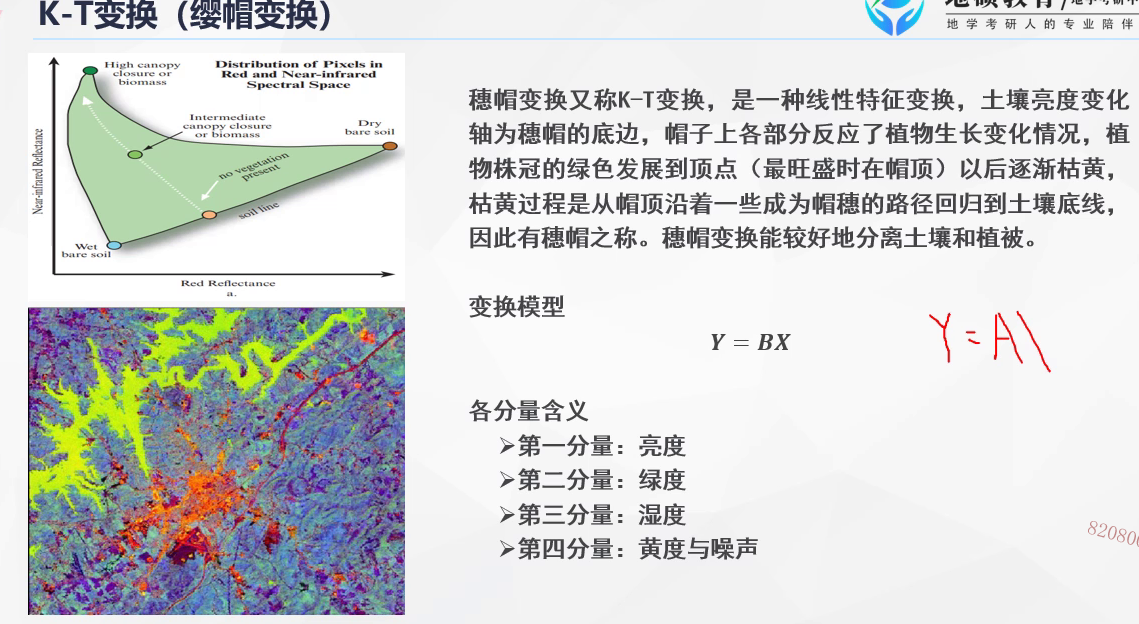 K-T变换（缨帽变换）
地学考研人的专业陪伴
High canopy
closure or
biomass
Distribution of Pixels in
Red and Near-infrared
Spectral Space
Intermediate
canopy closure
or biomass
Dry
bare soil
no vegetation
present
soil line
Wet
bare soil
Near-infrared Reflectance
Red Reflectance
a.
穗帽变换又称K-T变换，是一种线性特征变换，土壤亮度变化
轴为穗帽的底边，帽子上各部分反应了植物生长变化情况，植
物株冠的绿色发展到顶点（最旺盛时在帽顶）以后逐渐枯黄，
枯黄过程是从帽顶沿着一些成为帽穗的路径回归到土壤底线，
因此有穗帽之称。穗帽变换能较好地分离土壤和植被。
变换模型
Y = BX
Y = A
各分量含义
➢第一分量：亮度
➢第二分量：绿度
➢第三分量：湿度
➢第四分量：黄度与噪声